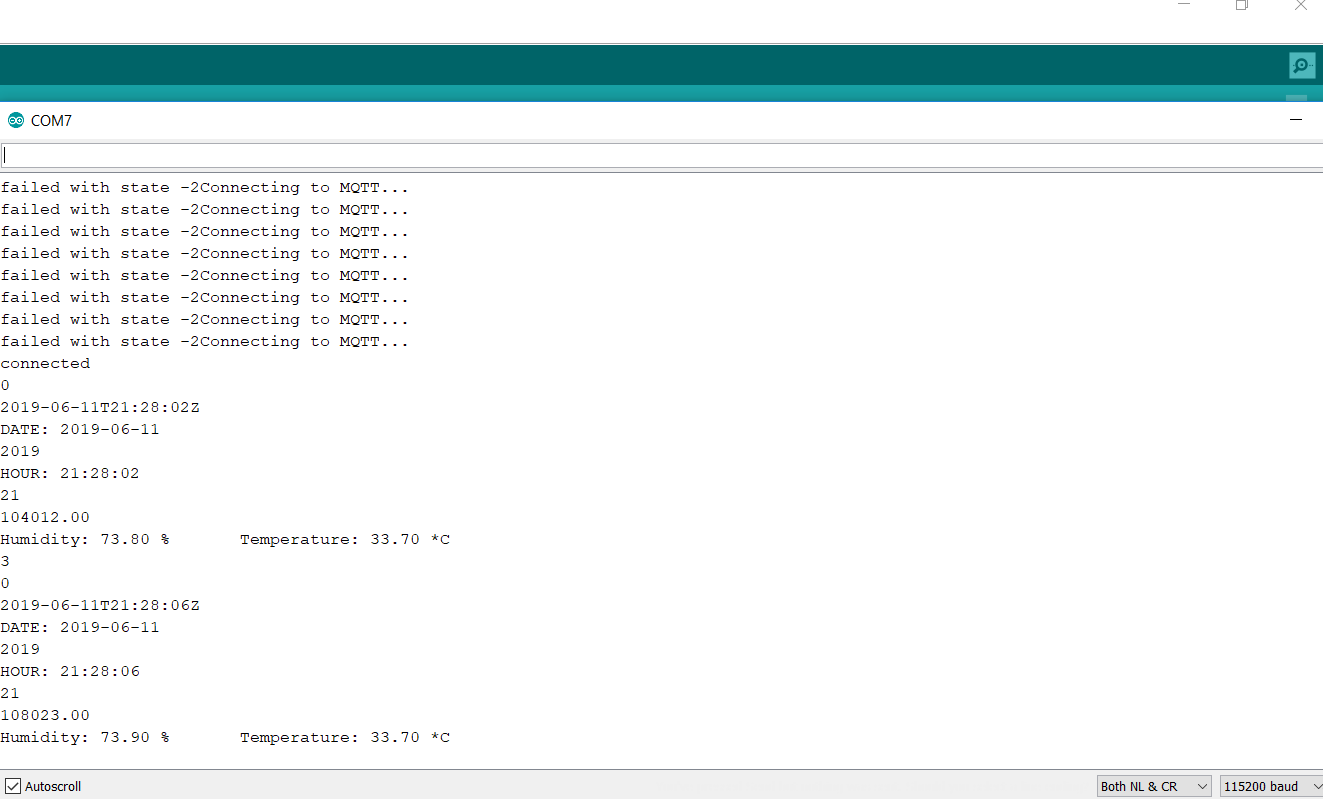 COM7
failed with state -2Connecting to MQTT...
failed with state -2Connecting to MQTT...
failed with state -2Connecting to MQTT...
failed with state -2Connecting to MQTT...
failed with state -2Connecting to MQTT...
failed with state -2Connecting to MQTT...
failed with state -2Connecting to MQTT...
failed with state -2Connecting to MQTT...
connected
0
2019-06-11T21:28:02Z
DATE: 2019-06-11
2019
HOUR: 21:28:02
21
104012.00
Humidity: 73.80 %       Temperature: 33.70 *C
3
0
2019-06-11T21:28:06Z
DATE: 2019-06-11
2019
HOUR: 21:28:06
21
108023.00
Humidity: 73.90 %       Temperature: 33.70 *C
Autoscroll Both NL & CR 115200 baud